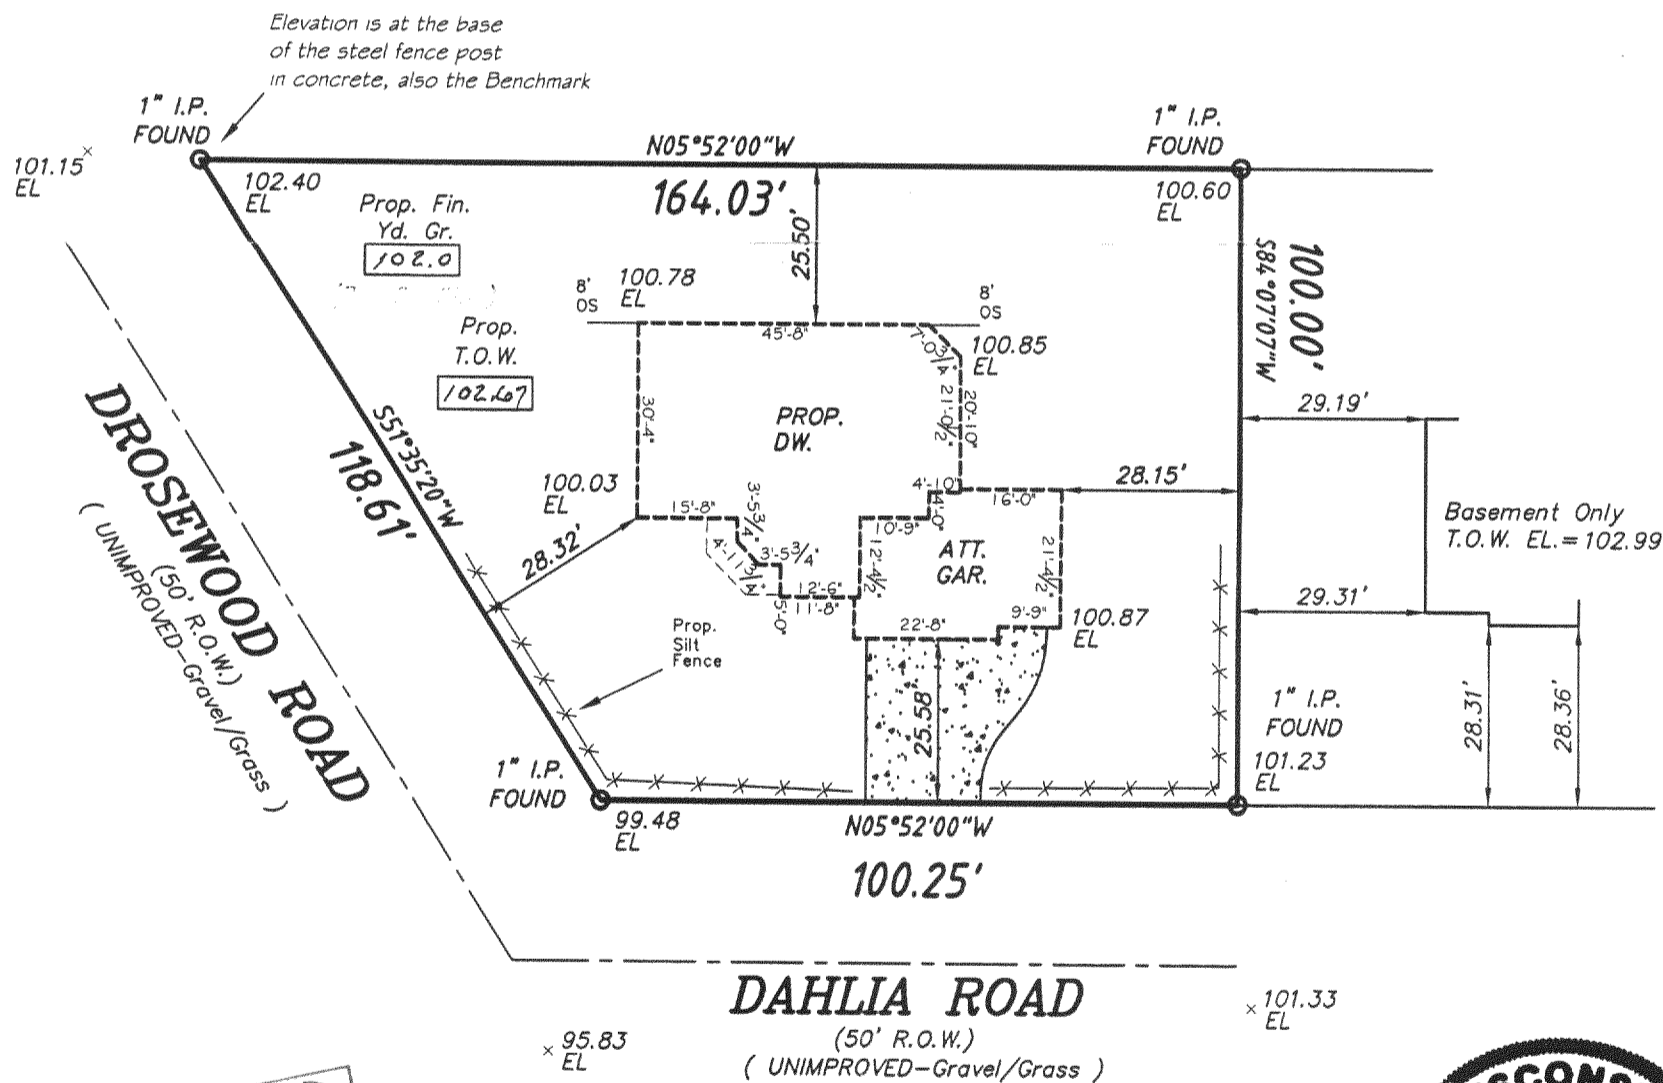 Elevation is at the base
of the steel fence post
in concrete, also the Benchmark
1" I.P.
FOUND
1" I.P.
FOUND
101.15
EL
102.40
EL
N05°52'00"W
164.03'
100.60
EL
Prop. Fin.
Yd. Gr.
102.0
25.50'
100.00'
S84°07'07"W
8'
OS
100.78
EL
8'
OS
45'-8"
7'-0 3/4"
100.85
EL
Prop.
T.O.W.
102.67
30'-4"
PROP.
DW.
21'-0 1/2"
20'-10"
29.19'
DROSEWOOD ROAD
(50' R.O.W.)
( UNIMPROVED-Gravel/Grass )
S51°35'20"W
118.61'
100.03
EL
15'-8"
3'-5 3/4"
4'-10"
4'-0"
16'-0"
28.15'
28.32'
4'-11 3/4"
3'-5 3/4"
10'-9"
12'-4 1/2"
ATT.
GAR.
21'-4 1/2"
Basement Only
T.O.W. EL.=102.99
12'-6"
11'-8"
5'-0"
9'-9"
22'-8"
100.87
EL
29.31'
Prop.
Silt
Fence
25.58'
28.31'
28.36'
1" I.P.
FOUND
101.23
EL
1" I.P.
FOUND
99.48
EL
N05°52'00"W
100.25'
DAHLIA ROAD
(50' R.O.W.)
( UNIMPROVED-Gravel/Grass )
101.33
EL
95.83
EL